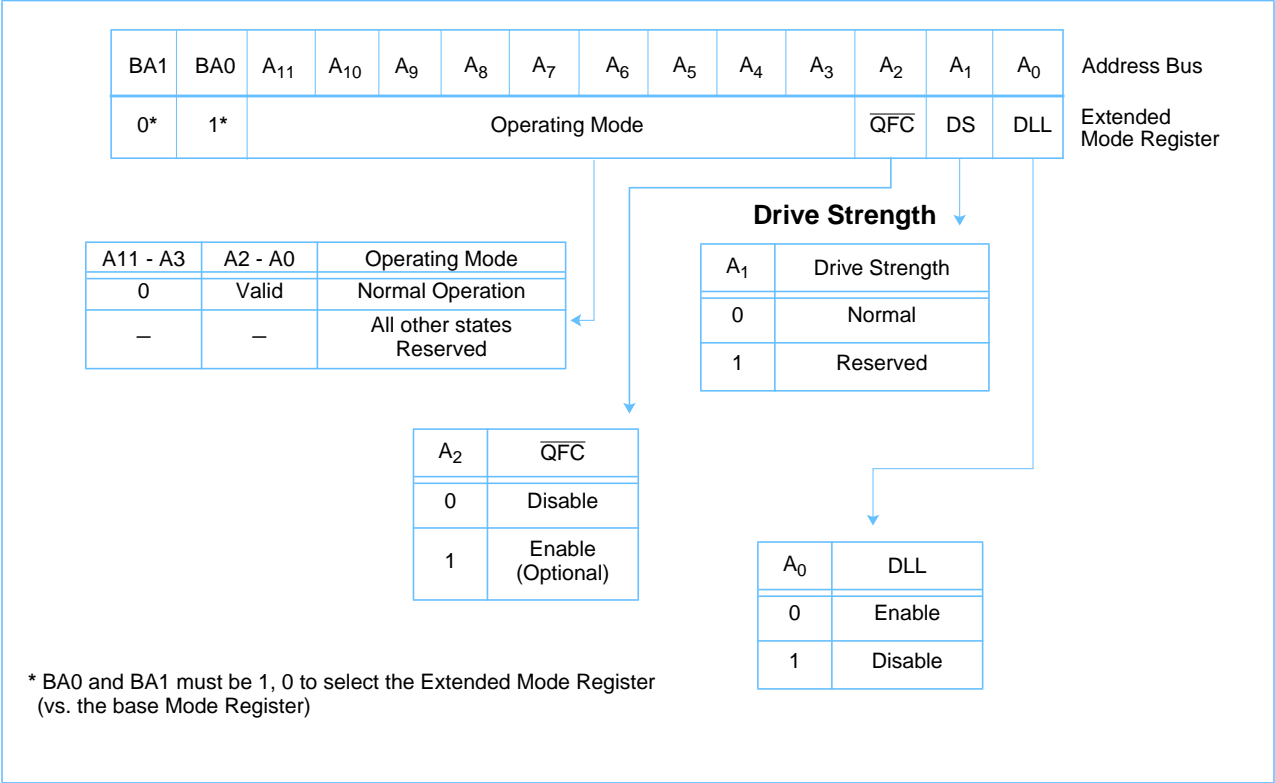 BA1 BA0 A11 A10 A9 A8 A7 A6 A5 A4 A3 A2 A1 A0 Address Bus
0* 1* Operating Mode Q̅F̅C̅ DS DLL Extended
Mode Register
Drive Strength
A11 - A3 A2 - A0 Operating Mode
0 Valid Normal Operation
– – All other states
Reserved
A1 Drive Strength
0 Normal
1 Reserved
A2 Q̅F̅C̅
0 Disable
1 Enable
(Optional)
A0 DLL
0 Enable
1 Disable
* BA0 and BA1 must be 1, 0 to select the Extended Mode Register
(vs. the base Mode Register)